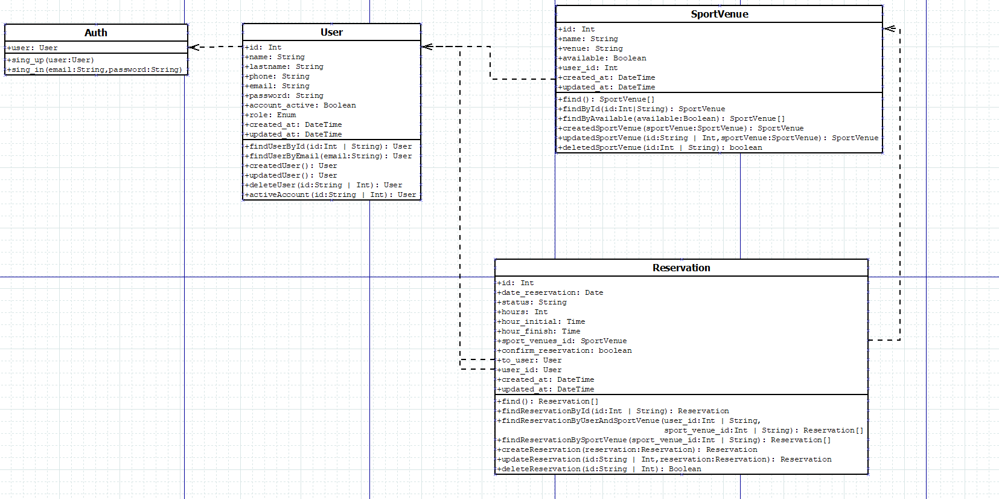 Auth
+user: User
+sing_up(user:User)
+sing_in(email:String,password:String)
User
+id: Int
+name: String
+lastname: String
+phone: String
+email: String
+password: String
+account_active: Boolean
+role: Enum
+created_at: DateTime
+updated_at: DateTime
+findUserById(id:Int | String): User
+findUserByEmail(email:String): User
+createdUser(): User
+updatedUser(): User
+deleteUser(id:String | Int): User
+activeAccount(id:String | Int): User
SportVenue
+id: Int
+name: String
+venue: String
+available: Boolean
+user_id: Int
+created_at: DateTime
+updated_at: DateTime
+find(): SportVenue[]
+findById(id:Int|String): SportVenue
+findByAvailable(available:Boolean): SportVenue[]
+createdSportVenue(sportVenue:SportVenue): SportVenue
+updatedSportVenue(id:String | Int,sportVenue:SportVenue): SportVenue
+deletedSportVenue(id:Int | String): boolean
Reservation
+id: Int
+date_reservation: Date
+status: String
+hours: Int
+hour_initial: Time
+hour_finish: Time
+sport_venues_id: SportVenue
+confirm_reservation: boolean
+to_user: User
+user_id: User
+created_at: DateTime
+updated_at: DateTime
+find(): Reservation[]
+findReservationById(id:Int | String): Reservation
+findReservationByUserAndSportVenue(user_id:Int | String,
sport_venue_id:Int | String): Reservation[]
+findReservationBySportVenue(sport_venue_id:Int | String): Reservation[]
+createReservation(reservation:Reservation): Reservation
+updateReservation(id:String | Int,reservation:Reservation): Reservation
+deleteReservation(id:String | Int): Boolean